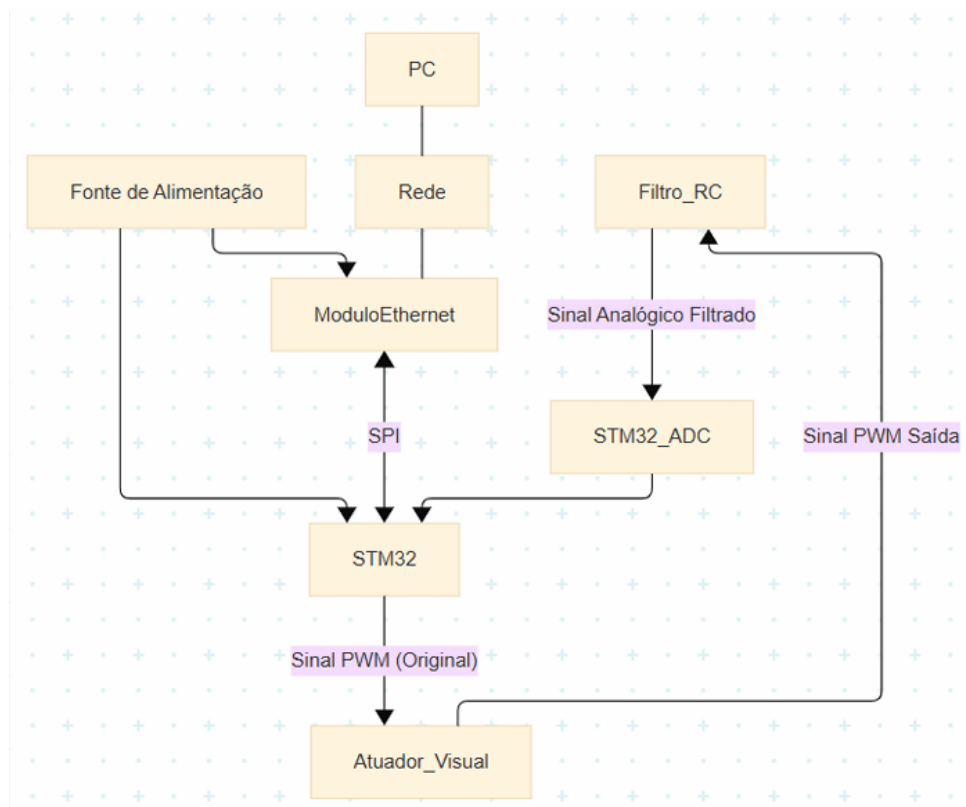 PC
Fonte de Alimentação
Rede
Filtro_RC
ModuloEthernet
Sinal Analógico Filtrado
SPI
STM32_ADC
Sinal PWM Saída
STM32
Sinal PWM (Original)
Atuador_Visual